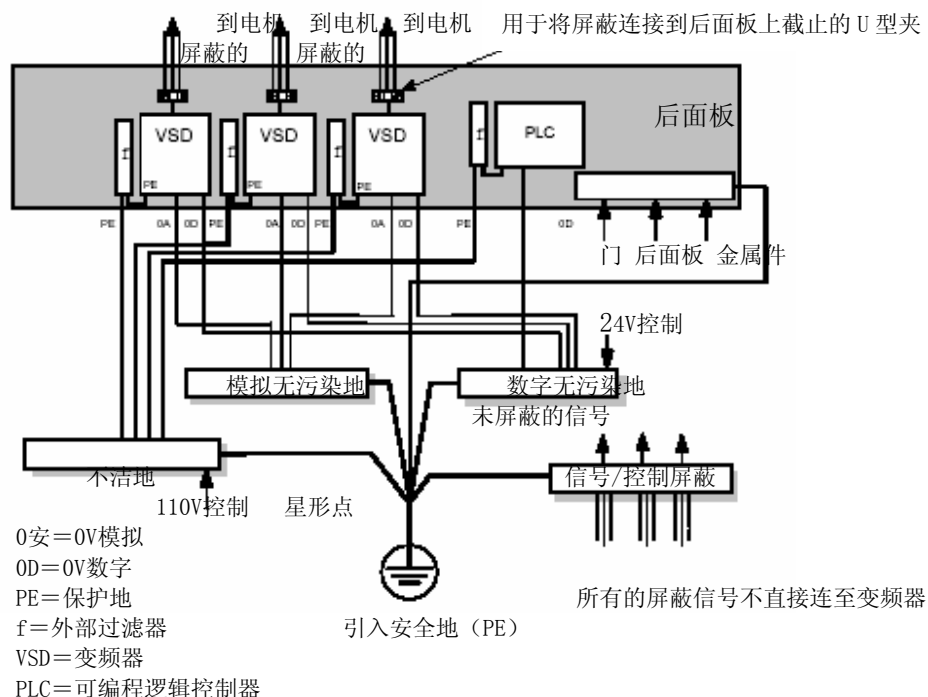 到电机 到电机 到电机 用于将屏蔽连接到后面板上截止的 U 型夹
屏蔽的 屏蔽的
后面板
VSD VSD VSD PLC
f f f f
PE PE PE
PE 0A 0D PE 0A 0D PE 0A 0D PE 0D
门 后面板 金属件
24V控制
模拟无污染地 数字无污染地
未屏蔽的信号
不洁地 信号/控制屏蔽
110V控制 星形点
0安＝0V模拟
0D＝0V数字
PE＝保护地 所有的屏蔽信号不直接连至变频器
f＝外部过滤器 引入安全地（PE）
VSD＝变频器
PLC＝可编程逻辑控制器